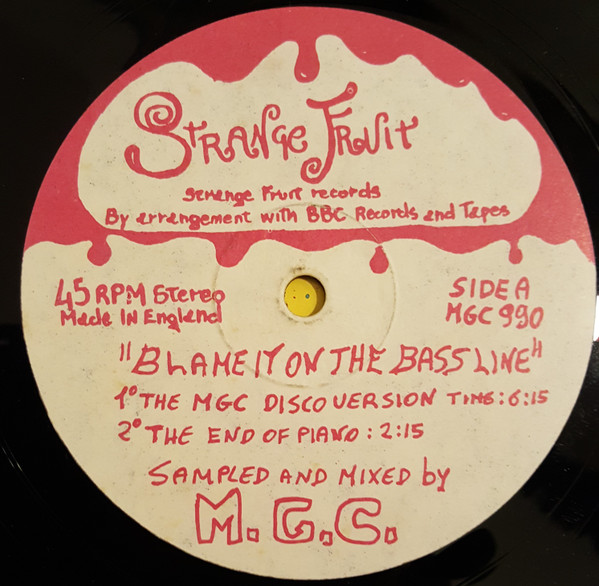 STRANGE FRUIT
strange Fruit records
By arrangement with BBC Records and Tapes
45 RPM Stereo
Made IN England
SIDE A
MGC 990
"BLAME IT ON THE BASS LINE"
1° THE MGC DISCO VERSION TIME: 6:15
2° THE END OF PIANO: 2:15
SAMPLED AND MIXED by
M.G.C.